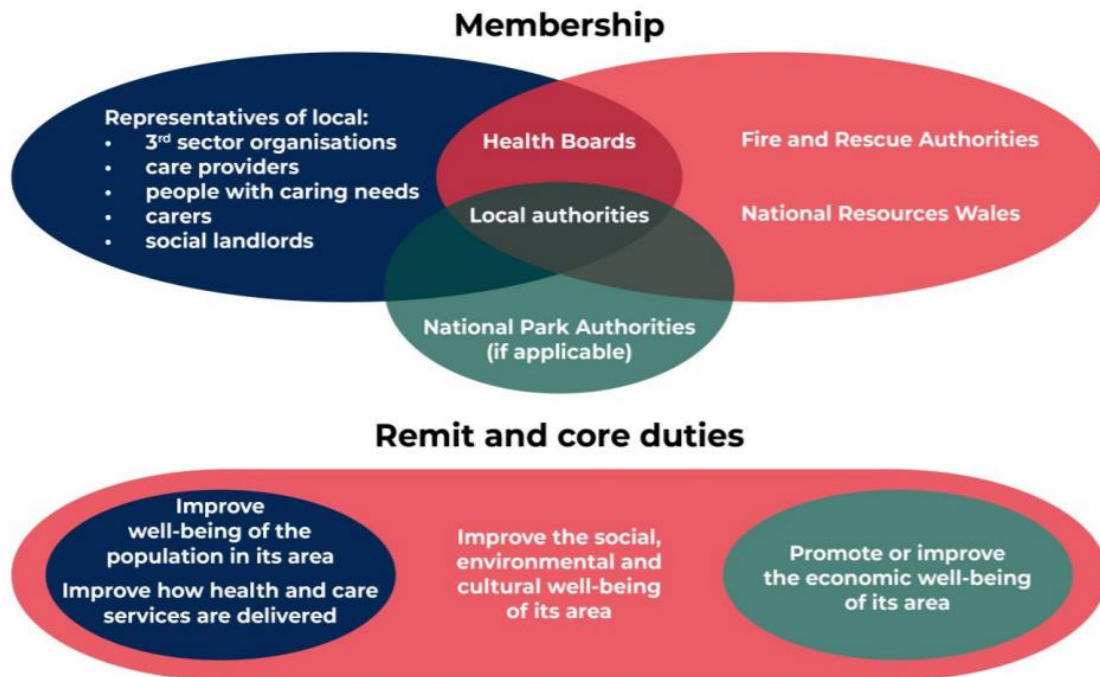 Membership
Representatives of local:
• 3rd sector organisations
• care providers
• people with caring needs
• carers
• social landlords
Health Boards
Local authorities
Fire and Rescue Authorities
National Resources Wales
National Park Authorities
(if applicable)
Remit and core duties
Improve
well-being of the
population in its area
Improve how health and care
services are delivered
Improve the social,
environmental and
cultural well-being
of its area
Promote or improve
the economic well-being
of its area